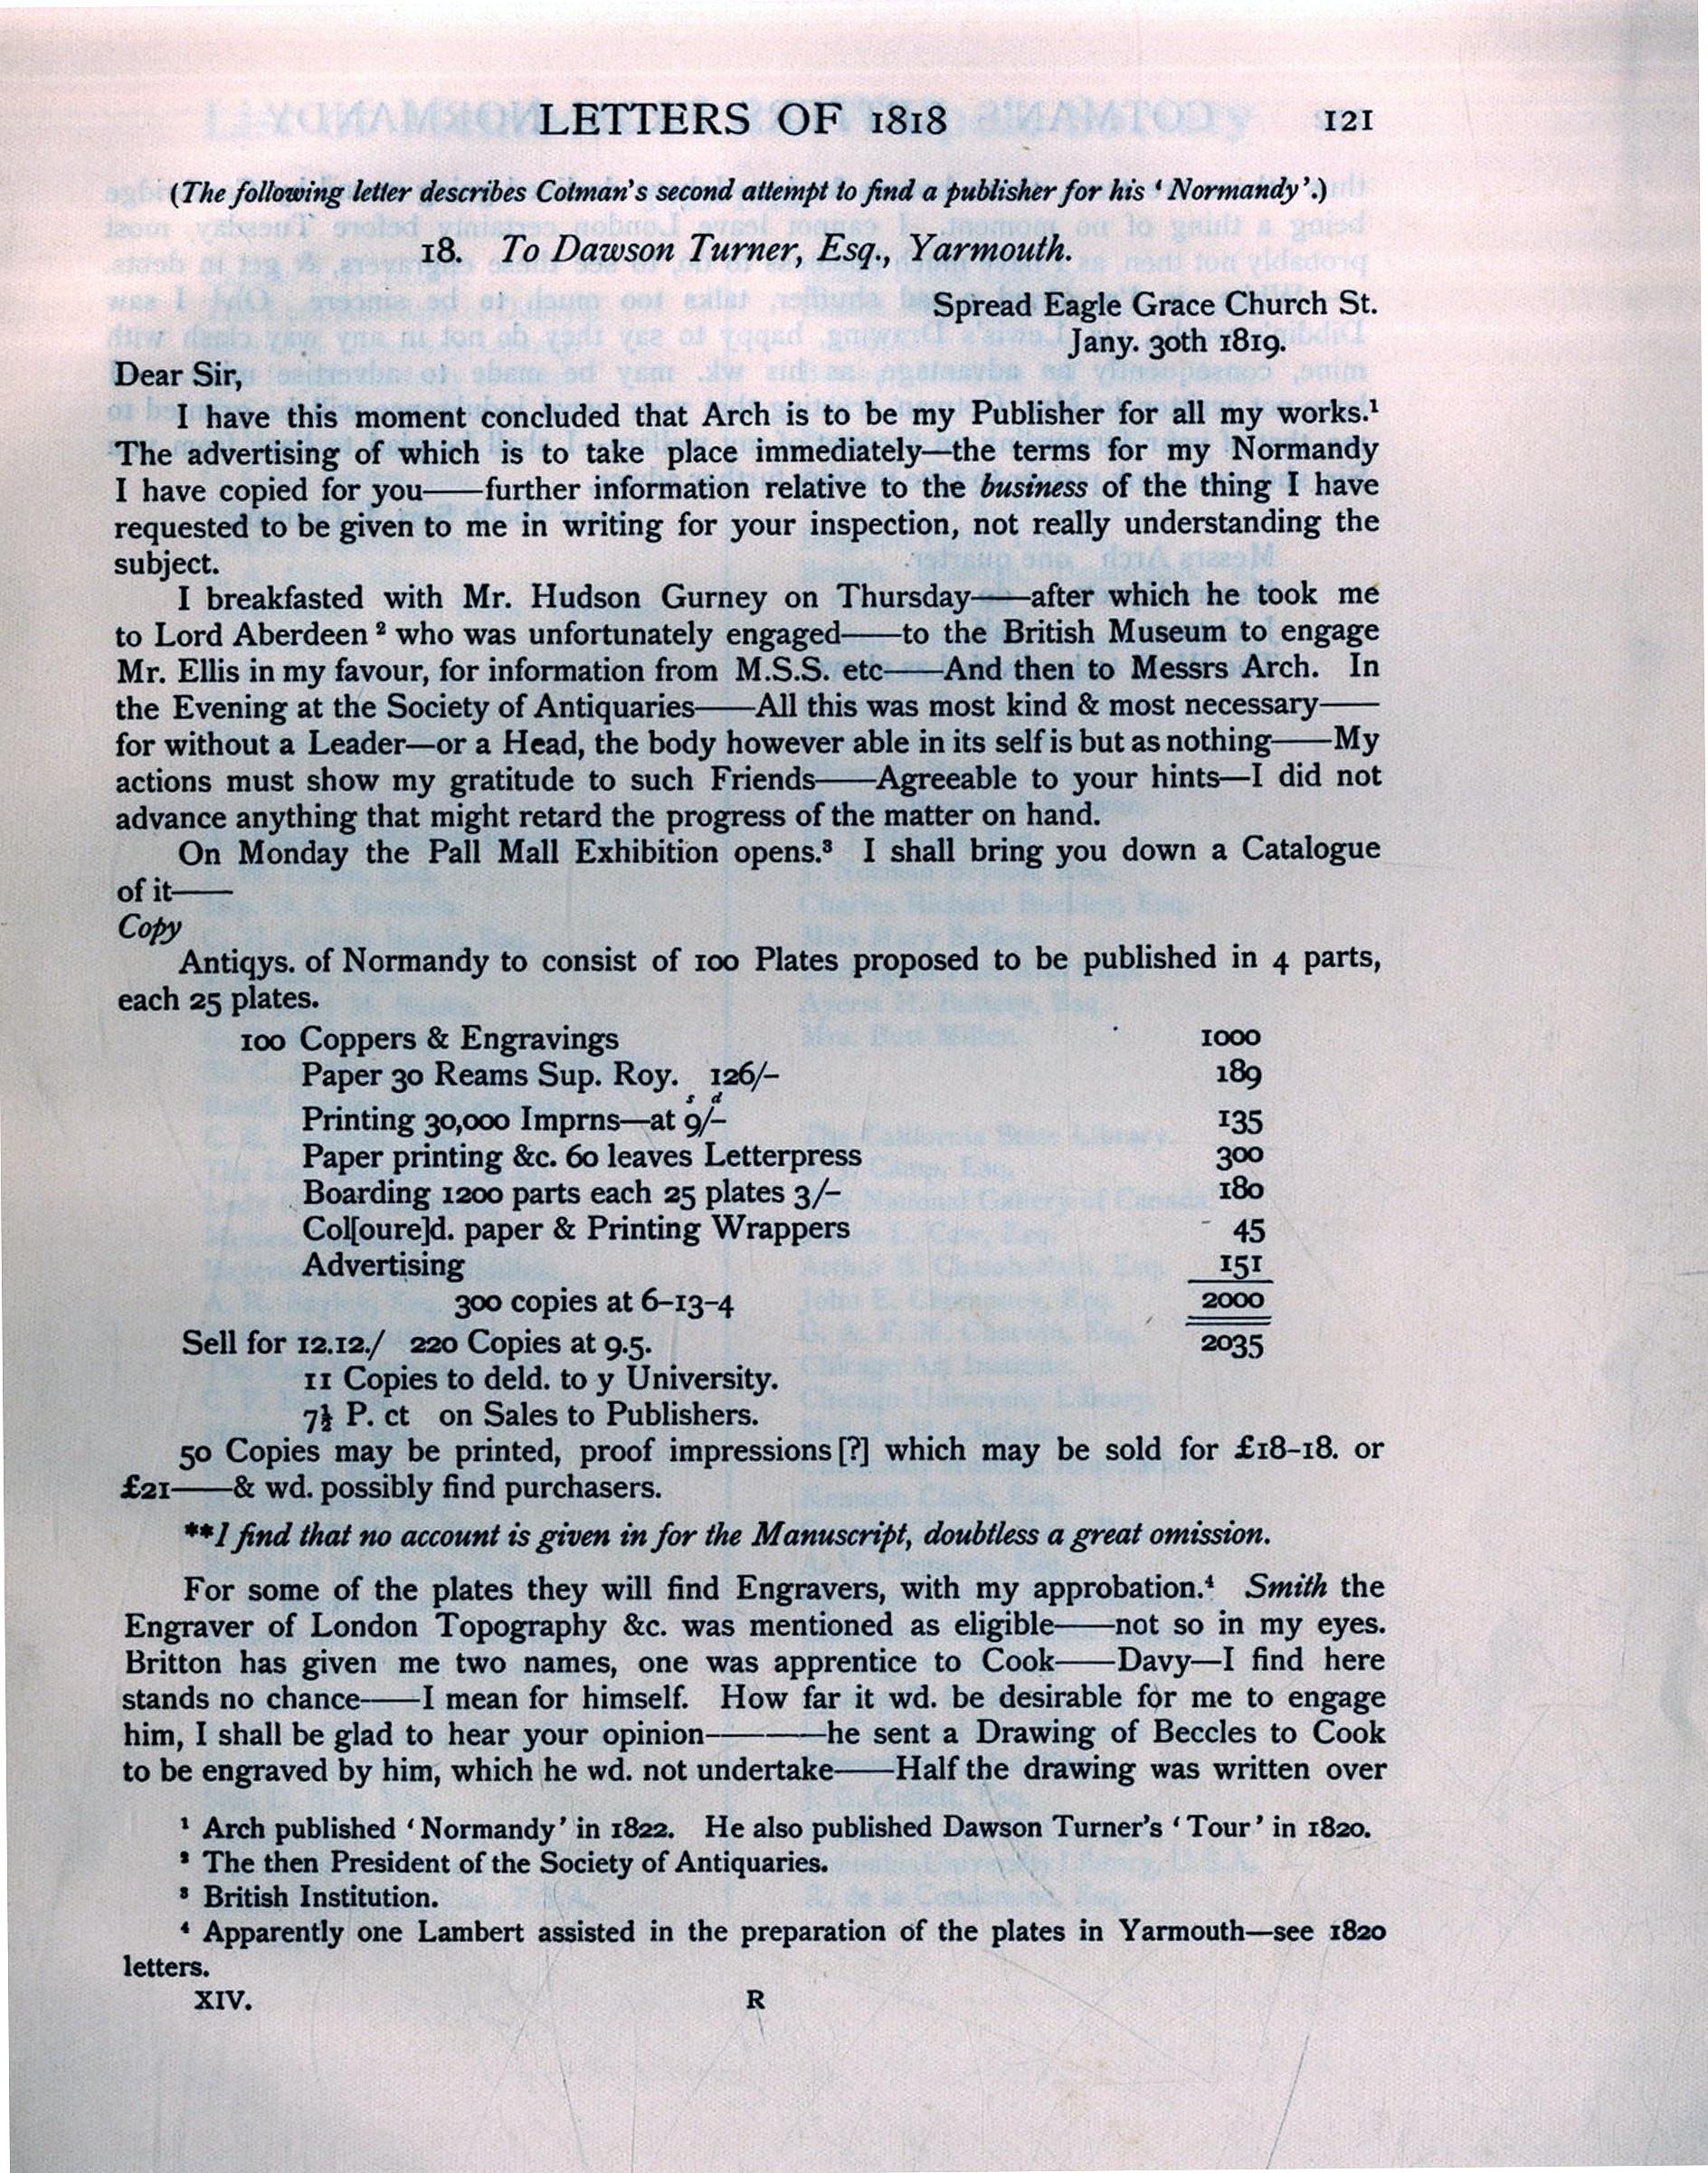 LETTERS OF 1818 121
(The following letter describes Cotman's second attempt to find a publisher for his ‘Normandy’.)
18. To Dawson Turner, Esq., Yarmouth.
Spread Eagle Grace Church St.
Jany. 30th 1819.
Dear Sir,
I have this moment concluded that Arch is to be my Publisher for all my works.¹
The advertising of which is to take place immediately—the terms for my Normandy
I have copied for you——further information relative to the business of the thing I have
requested to be given to me in writing for your inspection, not really understanding the
subject.
I breakfasted with Mr. Hudson Gurney on Thursday——after which he took me
to Lord Aberdeen ² who was unfortunately engaged——to the British Museum to engage
Mr. Ellis in my favour, for information from M.S.S. etc——And then to Messrs Arch. In
the Evening at the Society of Antiquaries——All this was most kind & most necessary——
for without a Leader—or a Head, the body however able in its self is but as nothing——My
actions must show my gratitude to such Friends——Agreeable to your hints—I did not
advance anything that might retard the progress of the matter on hand.
On Monday the Pall Mall Exhibition opens.³ I shall bring you down a Catalogue
of it——
Copy
Antiqys. of Normandy to consist of 100 Plates proposed to be published in 4 parts,
each 25 plates.
100 Coppers & Engravings 1000
Paper 30 Reams Sup. Roy. 126/- 189
s d
Printing 30,000 Imprns—at 9/- 135
Paper printing &c. 60 leaves Letterpress 300
Boarding 1200 parts each 25 plates 3/- 180
Col[oure]d. paper & Printing Wrappers 45
Advertising 151
300 copies at 6-13-4 2000
Sell for 12.12./ 220 Copies at 9.5. 2035
11 Copies to deld. to y University.
7½ P. ct on Sales to Publishers.
50 Copies may be printed, proof impressions [?] which may be sold for £18-18. or
£21——& wd. possibly find purchasers.
**I find that no account is given in for the Manuscript, doubtless a great omission.
For some of the plates they will find Engravers, with my approbation.⁴ Smith the
Engraver of London Topography &c. was mentioned as eligible——not so in my eyes.
Britton has given me two names, one was apprentice to Cook——Davy—I find here
stands no chance——I mean for himself. How far it wd. be desirable for me to engage
him, I shall be glad to hear your opinion————he sent a Drawing of Beccles to Cook
to be engraved by him, which he wd. not undertake——Half the drawing was written over
¹ Arch published ‘Normandy’ in 1822. He also published Dawson Turner's ‘Tour’ in 1820.
² The then President of the Society of Antiquaries.
³ British Institution.
⁴ Apparently one Lambert assisted in the preparation of the plates in Yarmouth—see 1820
letters.
XIV. R